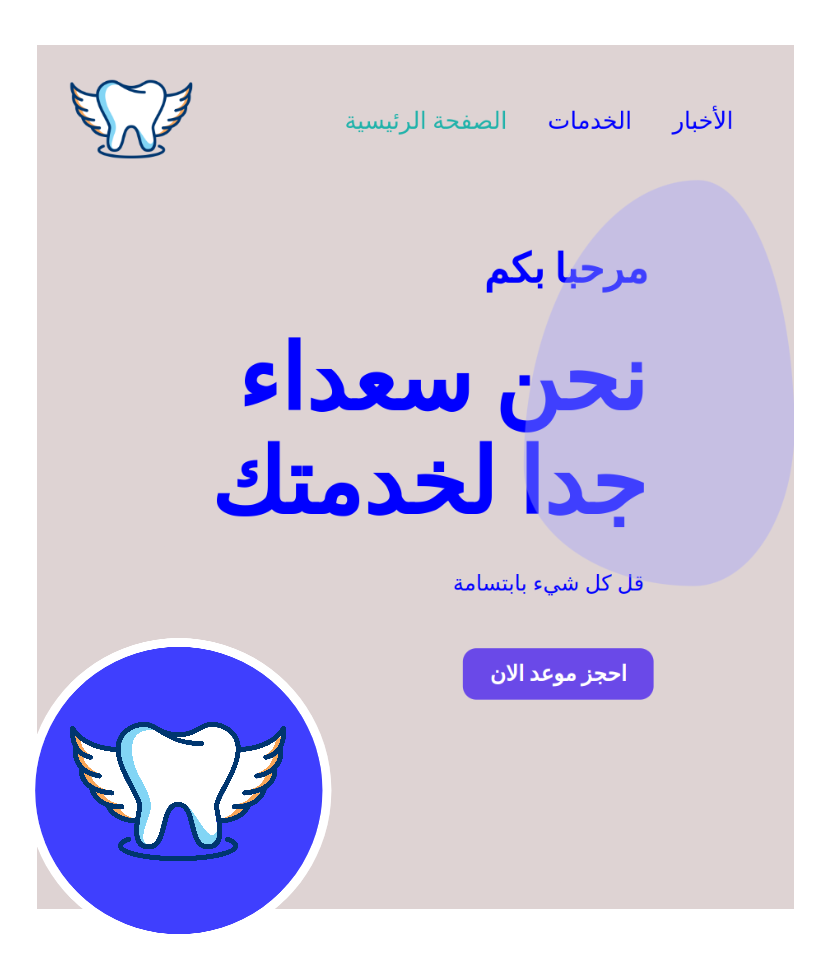 الأخبار الخدمات الصفحة الرئيسية
مرحبا بكم
نحن سعداء
جدا لخدمتك
قل كل شيء بابتسامة
احجز موعد الان